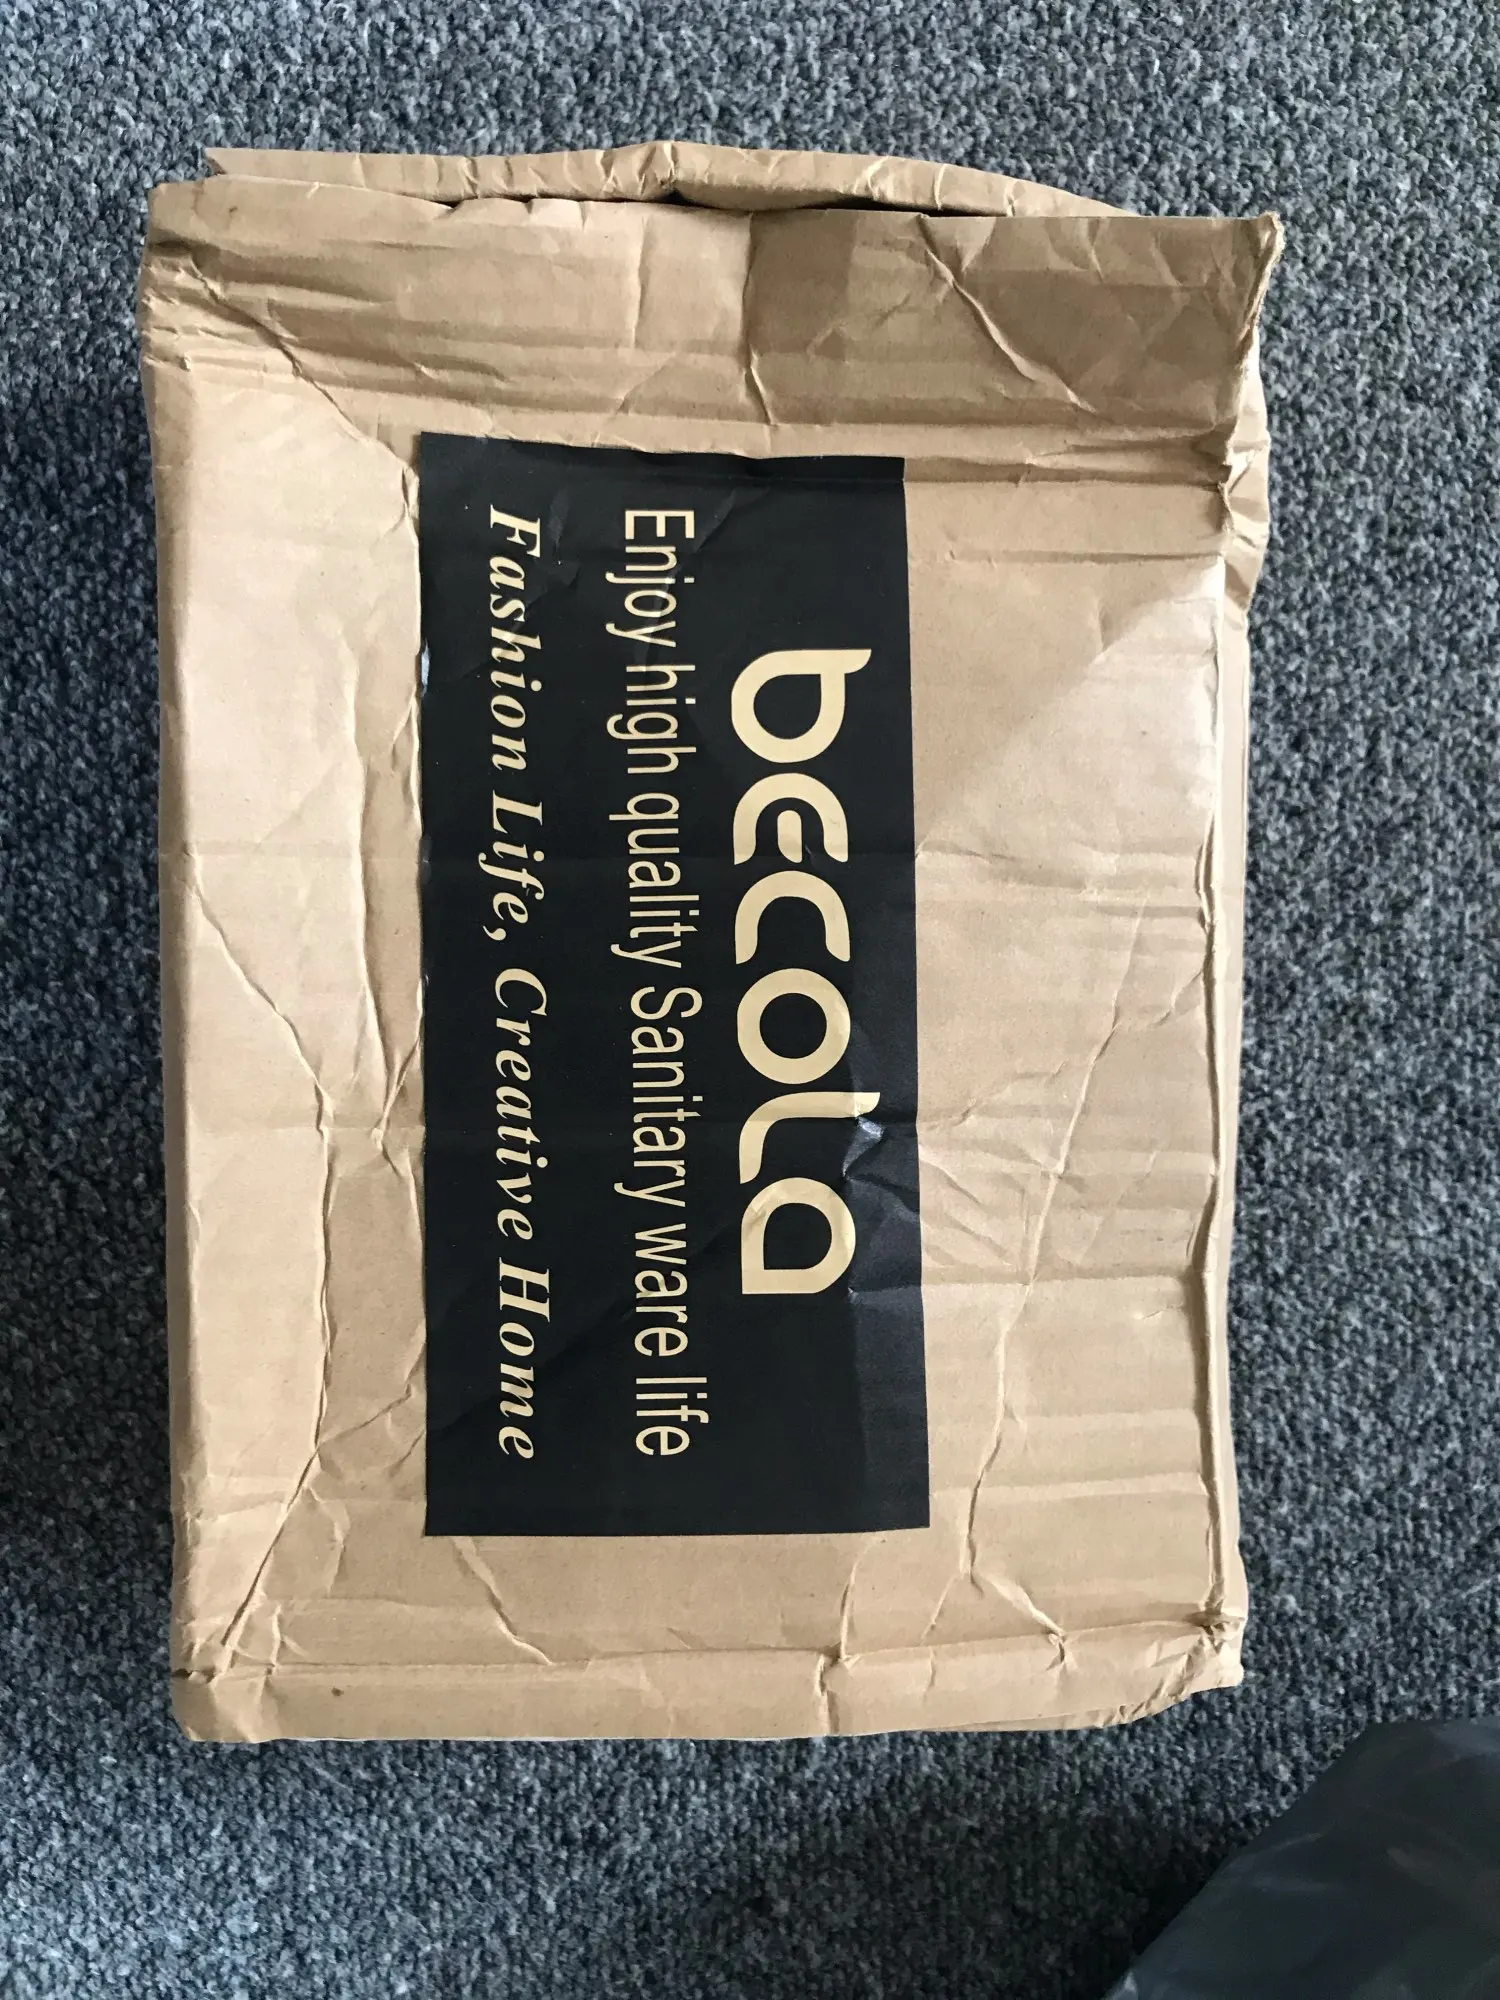 becola
Enjoy high quality Sanitary ware life
Fashion Life, Creative Home